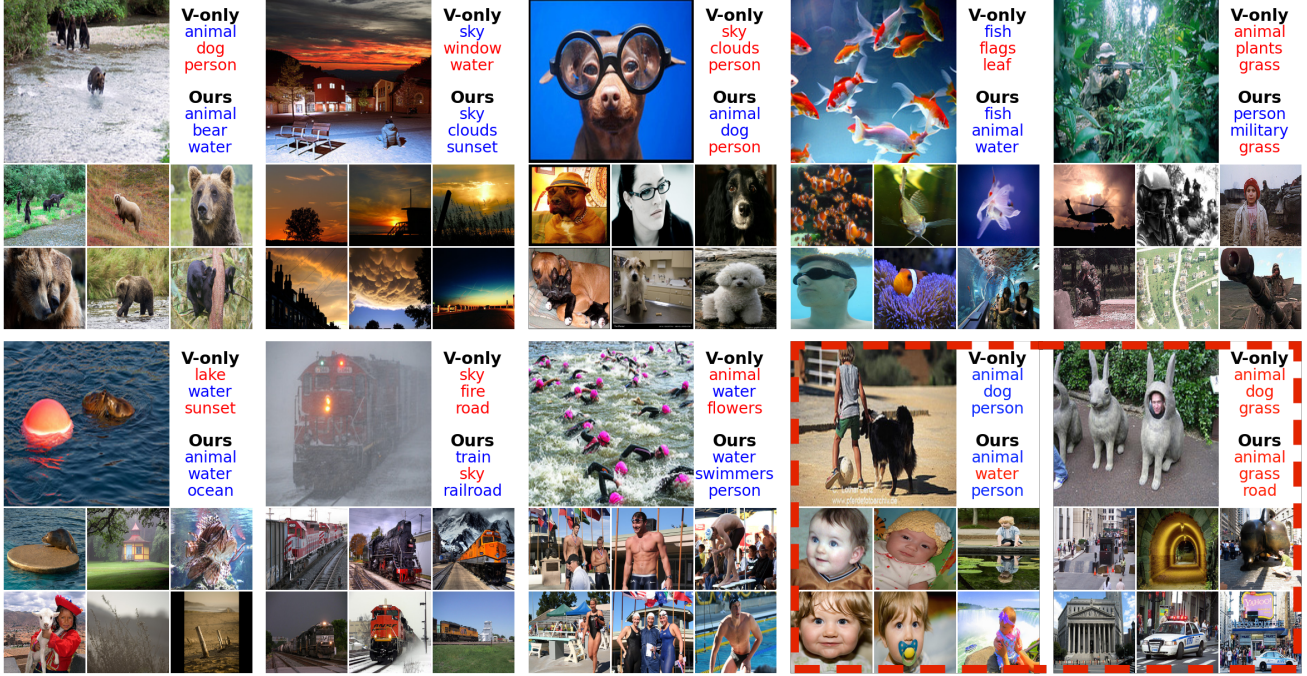 V-only
animal
dog
person
Ours
animal
bear
water
V-only
sky
window
water
Ours
sky
clouds
sunset
V-only
sky
clouds
person
Ours
animal
dog
person
V-only
fish
flags
leaf
Ours
fish
animal
water
V-only
animal
plants
grass
Ours
person
military
grass
V-only
lake
water
sunset
Ours
animal
water
ocean
V-only
sky
fire
road
Ours
train
sky
railroad
V-only
animal
water
flowers
Ours
water
swimmers
person
V-only
animal
dog
person
Ours
animal
water
person
V-only
animal
dog
grass
Ours
animal
grass
road
YAHOO!